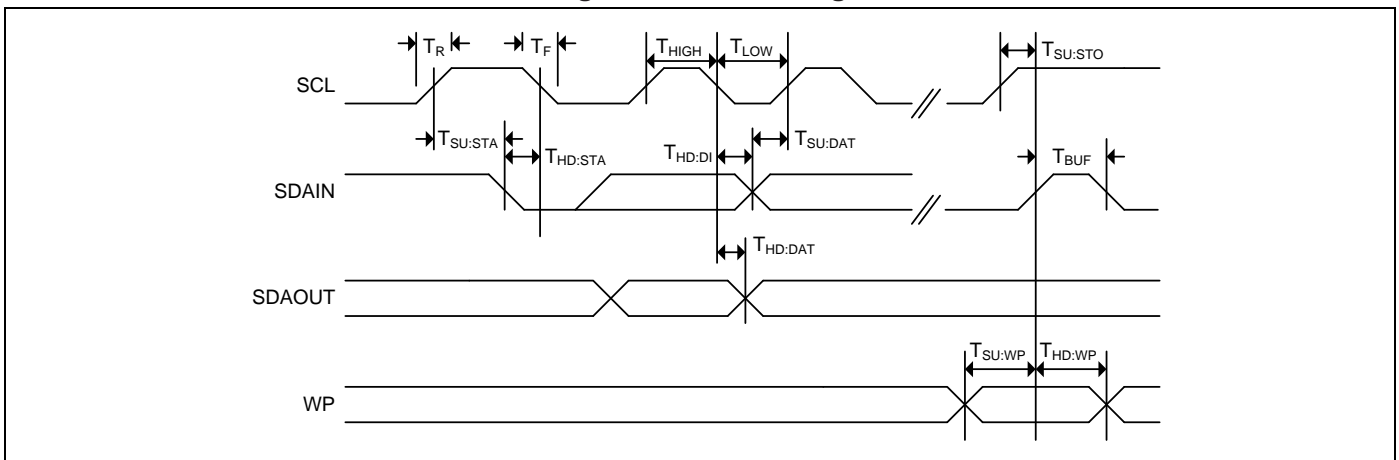 TR TF THIGH TLOW TSU:STO
SCL
TSU:STA THD:STA THD:DI TSU:DAT TBUF
SDAIN
THD:DAT
SDAOUT
TSU:WP THD:WP
WP